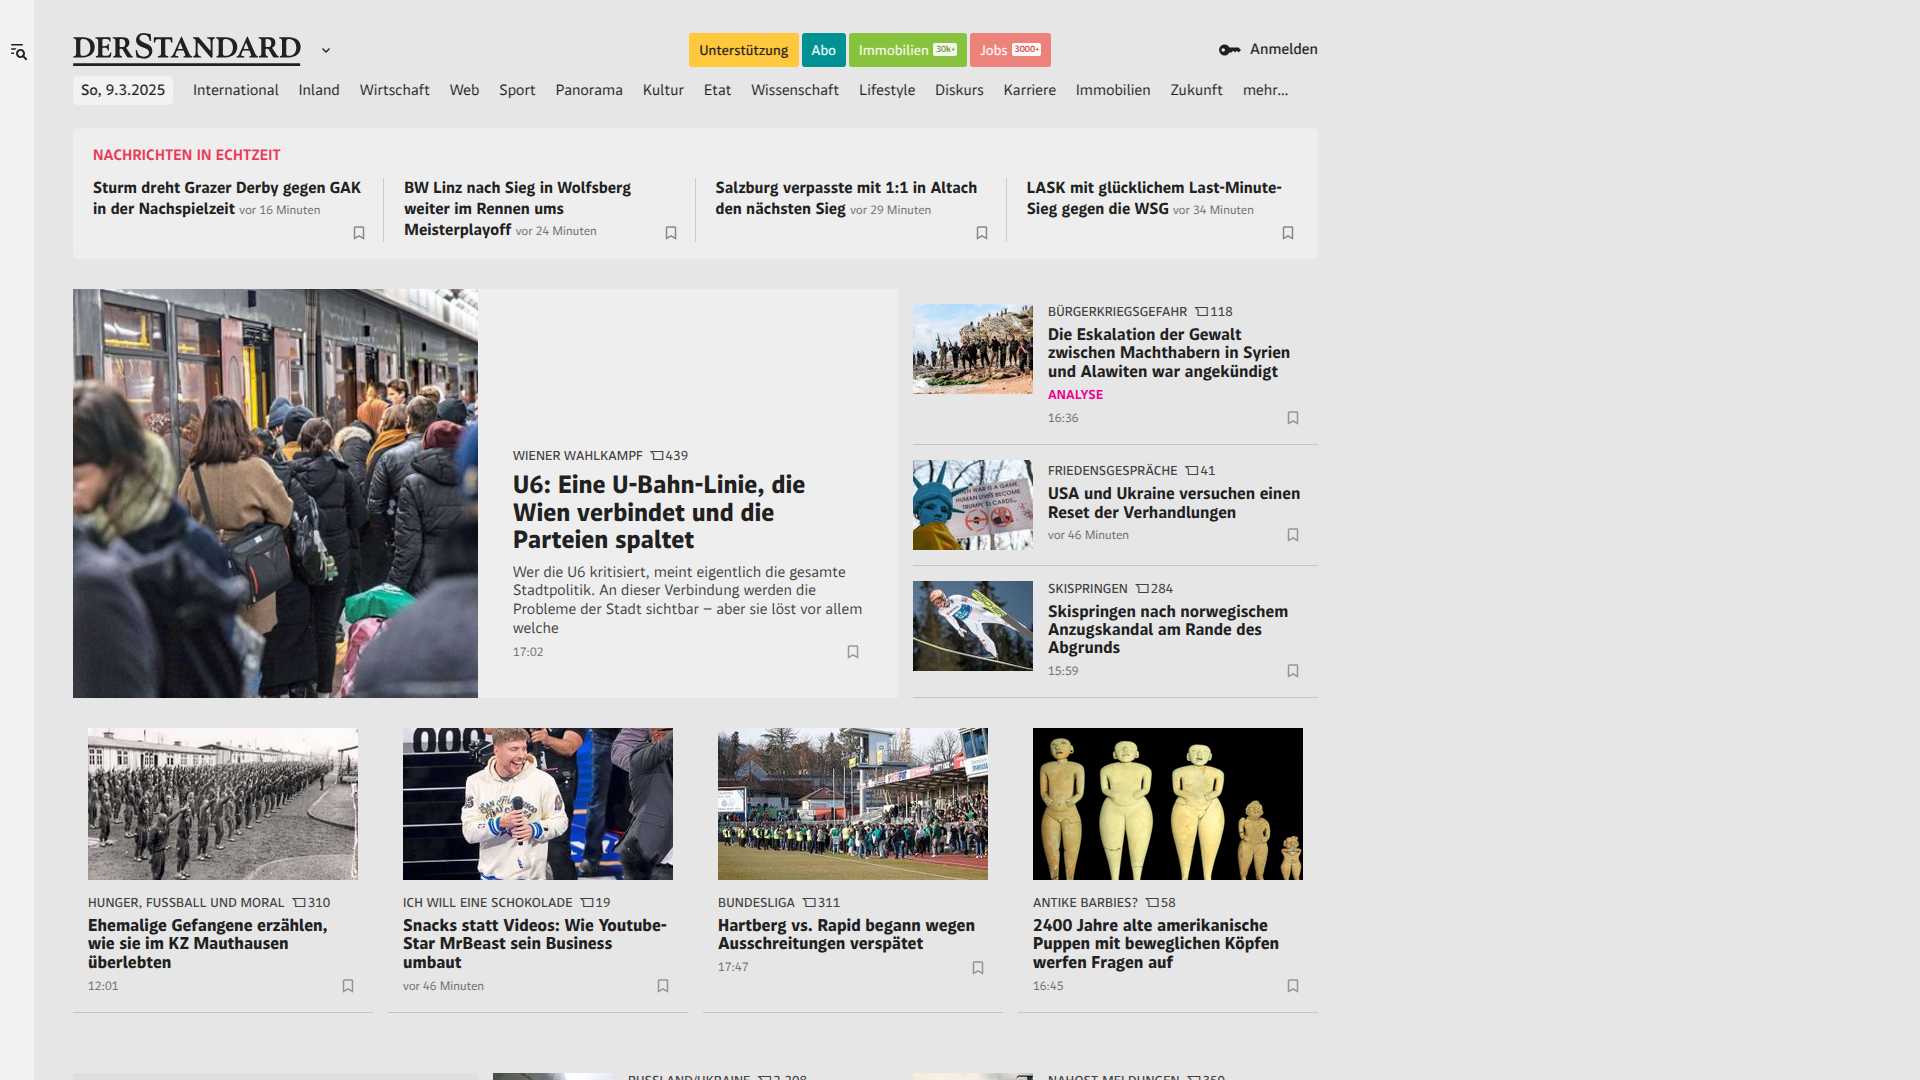 DERSTANDARD
Unterstützung
Abo
Immobilien 30k+
Jobs 3000+
Anmelden
So, 9.3.2025
International
Inland
Wirtschaft
Web
Sport
Panorama
Kultur
Etat
Wissenschaft
Lifestyle
Diskurs
Karriere
Immobilien
Zukunft
mehr...
NACHRICHTEN IN ECHTZEIT
Sturm dreht Grazer Derby gegen GAK
in der Nachspielzeit vor 16 Minuten
BW Linz nach Sieg in Wolfsberg
weiter im Rennen ums
Meisterplayoff vor 24 Minuten
Salzburg verpasste mit 1:1 in Altach
den nächsten Sieg vor 29 Minuten
LASK mit glücklichem Last-Minute-
Sieg gegen die WSG vor 34 Minuten
WIENER WAHLKAMPF 439
U6: Eine U-Bahn-Linie, die
Wien verbindet und die
Parteien spaltet
Wer die U6 kritisiert, meint eigentlich die gesamte
Stadtpolitik. An dieser Verbindung werden die
Probleme der Stadt sichtbar – aber sie löst vor allem
welche
17:02
BÜRGERKRIEGSGEFAHR 118
Die Eskalation der Gewalt
zwischen Machthabern in Syrien
und Alawiten war angekündigt
ANALYSE
16:36
WAR IS A GAME
HUMAN LIVES BECOME
TRUMP'S CARDS...
FRIEDENSGESPRÄCHE 41
USA und Ukraine versuchen einen
Reset der Verhandlungen
vor 46 Minuten
SKISPRINGEN 284
Skispringen nach norwegischem
Anzugskandal am Rande des
Abgrunds
15:59
HUNGER, FUSSBALL UND MORAL 310
Ehemalige Gefangene erzählen,
wie sie im KZ Mauthausen
überlebten
12:01
000
SAN FRANCISCO
ICH WILL EINE SCHOKOLADE 19
Snacks statt Videos: Wie Youtube-
Star MrBeast sein Business
umbaut
vor 46 Minuten
BUNDESLIGA 311
Hartberg vs. Rapid begann wegen
Ausschreitungen verspätet
17:47
ANTIKE BARBIES? 58
2400 Jahre alte amerikanische
Puppen mit beweglichen Köpfen
werfen Fragen auf
16:45
RUSSLAND/UKRAINE 2.208
NAHOST-MELDUNGEN 350